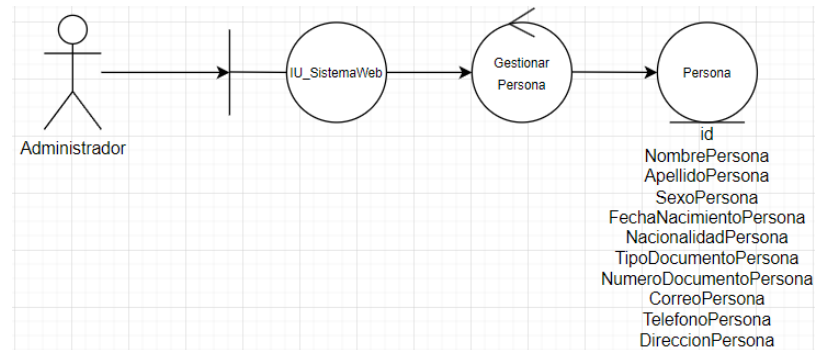 Administrador
IU_SistemaWeb
Gestionar
Persona
Persona
id
NombrePersona
ApellidoPersona
SexoPersona
FechaNacimientoPersona
NacionalidadPersona
TipoDocumentoPersona
NumeroDocumentoPersona
CorreoPersona
TelefonoPersona
DireccionPersona